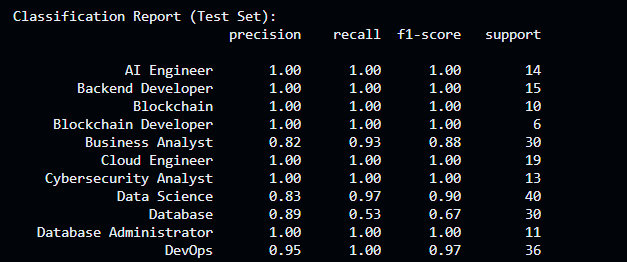 Classification Report (Test Set):
precision recall f1-score support
AI Engineer 1.00 1.00 1.00 14
Backend Developer 1.00 1.00 1.00 15
Blockchain 1.00 1.00 1.00 10
Blockchain Developer 1.00 1.00 1.00 6
Business Analyst 0.82 0.93 0.88 30
Cloud Engineer 1.00 1.00 1.00 19
Cybersecurity Analyst 1.00 1.00 1.00 13
Data Science 0.83 0.97 0.90 40
Database 0.89 0.53 0.67 30
Database Administrator 1.00 1.00 1.00 11
DevOps 0.95 1.00 0.97 36